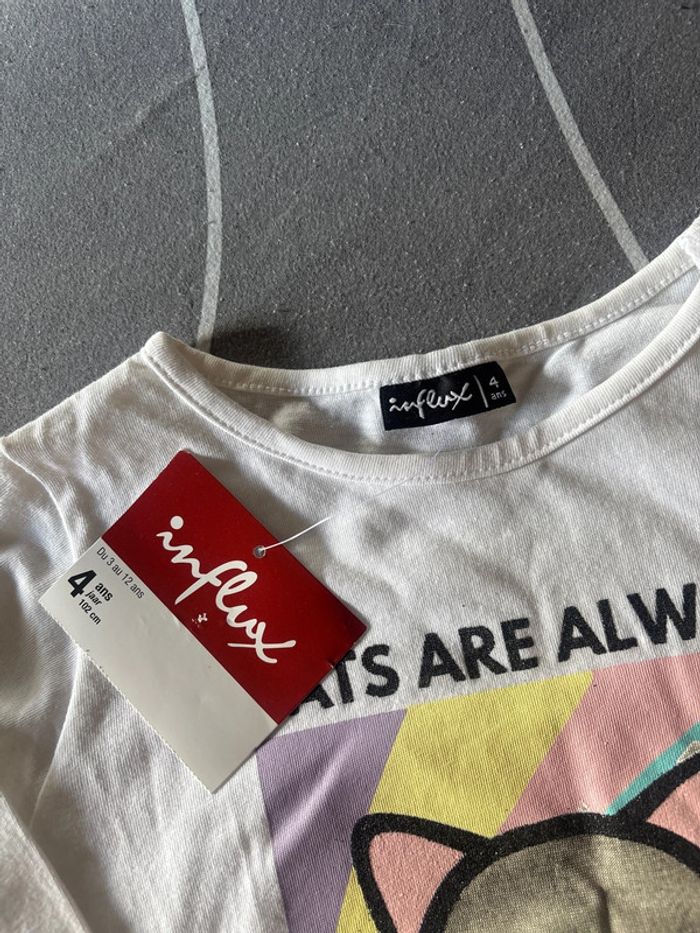 influx | 4
ans
influx
Du 3 au 12 ans
4 ans
jaar
102 cm
ATS ARE ALW